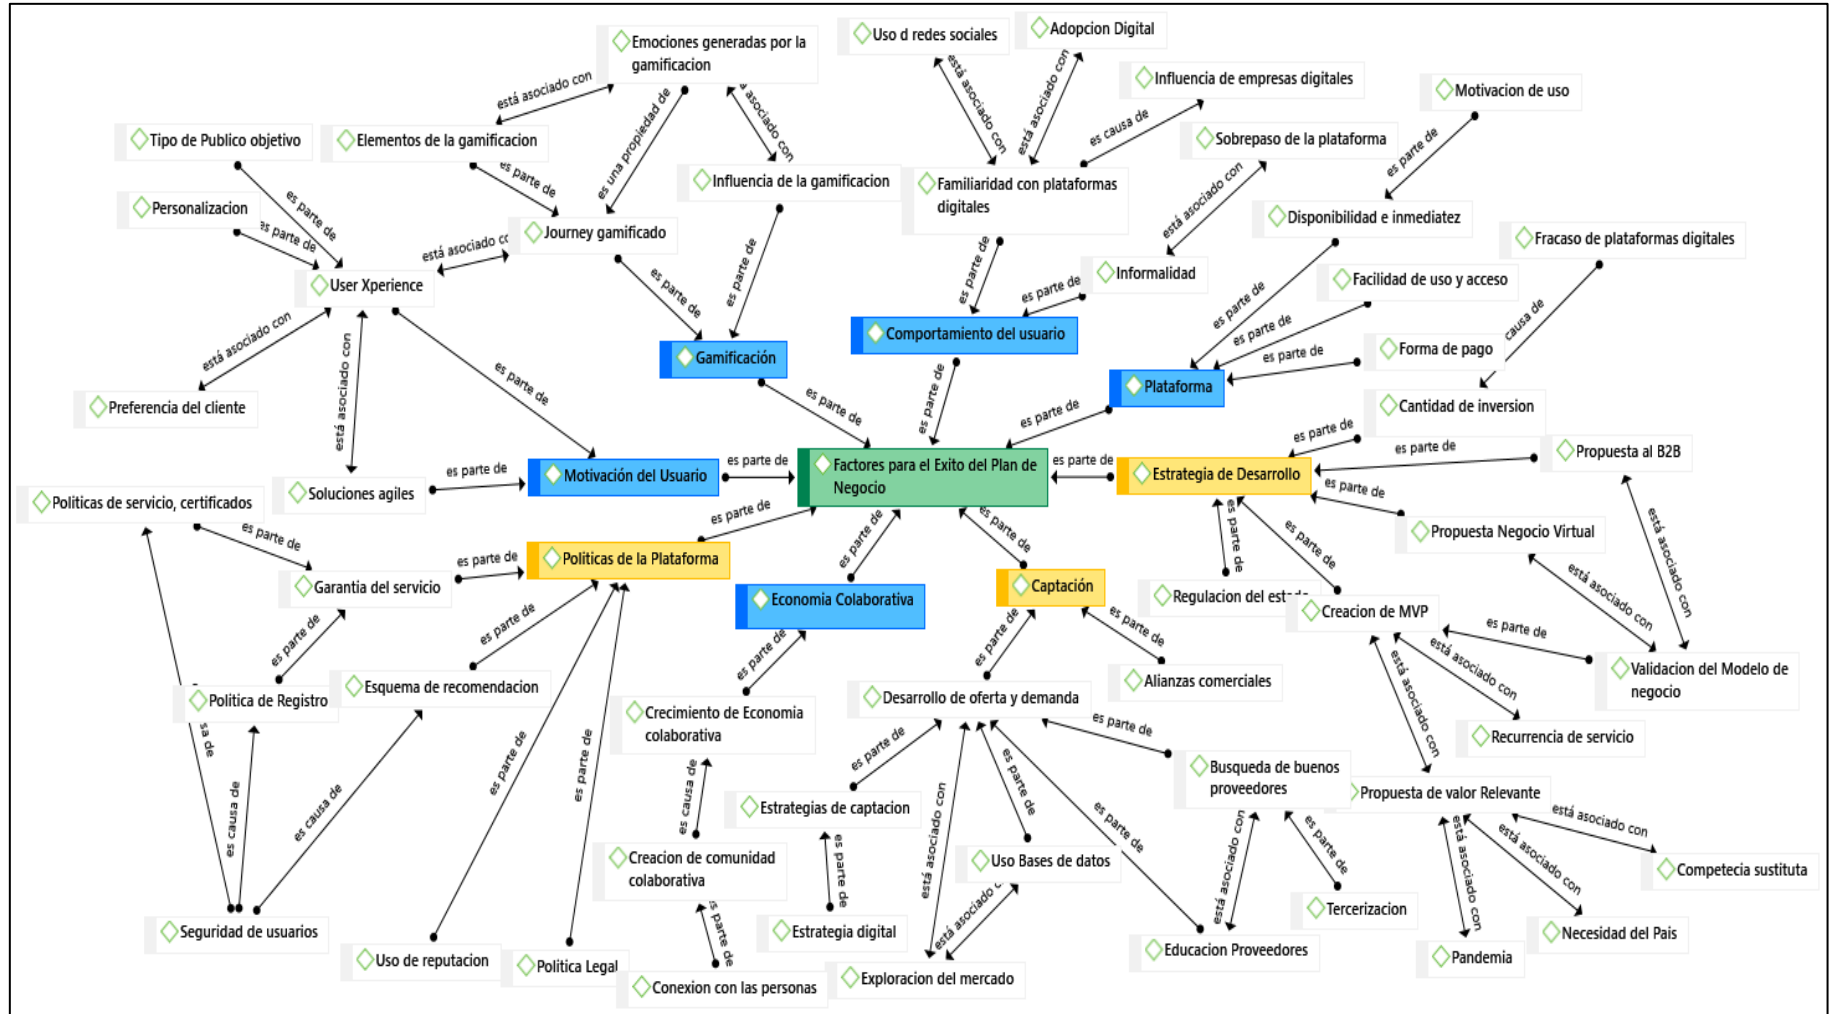 Emociones generadas por la
gamificacion
Uso d redes sociales
Adopcion Digital
Influencia de empresas digitales
Motivacion de uso
está asociado con
está asociado con
está asociado con
es causa de
Tipo de Publico objetivo
Elementos de la gamificacion
es una propiedad de
asociado con
Sobrepaso de la plataforma
es parte de
es parte de
Influencia de la gamificacion
Familiaridad con plataformas
digitales
está asociado con
Personalizacion
es parte de
es parte de
Journey gamificado
Disponibilidad e inmediatez
Fracaso de plataformas digitales
está asociado
User Xperience
es parte de
es parte de
es parte de
es parte de
Informalidad
es parte de
Facilidad de uso y acceso
está asociado con
está asociado con
es parte de
Gamificación
Comportamiento del usuario
es parte de
es parte de
Forma de pago
causa de
Preferencia del cliente
es parte de
es parte de
es parte de
Plataforma
Cantidad de inversion
Motivación del Usuario
es parte de
Factores para el Exito del Plan de
Negocio
es parte de
Estrategia de Desarrollo
es parte de
es parte de
Propuesta al B2B
Soluciones agiles
es parte de
Politicas de servicio, certificados
es parte de
es parte de
es parte de
es parte de
es parte de
es parte de
es parte de
Propuesta Negocio Virtual
está asociado con
Politicas de la Plataforma
es parte de
Garantia del servicio
es parte de
Economia Colaborativa
Captación
Regulacion del estado
Creacion de MVP
está asociado con
es parte de
es parte de
es parte de
es parte de
es parte de
es parte de
Validacion del Modelo de
negocio
Politica de Registro
Esquema de recomendacion
Alianzas comerciales
está asociado con
está asociado con
Crecimiento de Economia
colaborativa
Desarrollo de oferta y demanda
es parte de
Recurrencia de servicio
es causa de
es causa de
es parte de
es parte de
es causa de
es parte de
es parte de
es parte de
Busqueda de buenos
proveedores
Propuesta de valor Relevante
Estrategias de captacion
está asociado con
está asociado con
está asociado con
está asociado con
Creacion de comunidad
colaborativa
es parte de
Uso Bases de datos
está asociado con
es parte de
Competecia sustituta
Seguridad de usuarios
Uso de reputacion
Politica Legal
parte de
Estrategia digital
está asociado
Tercerizacion
Educacion Proveedores
Necesidad del Pais
Pandemia
Conexion con las personas
Exploracion del mercado